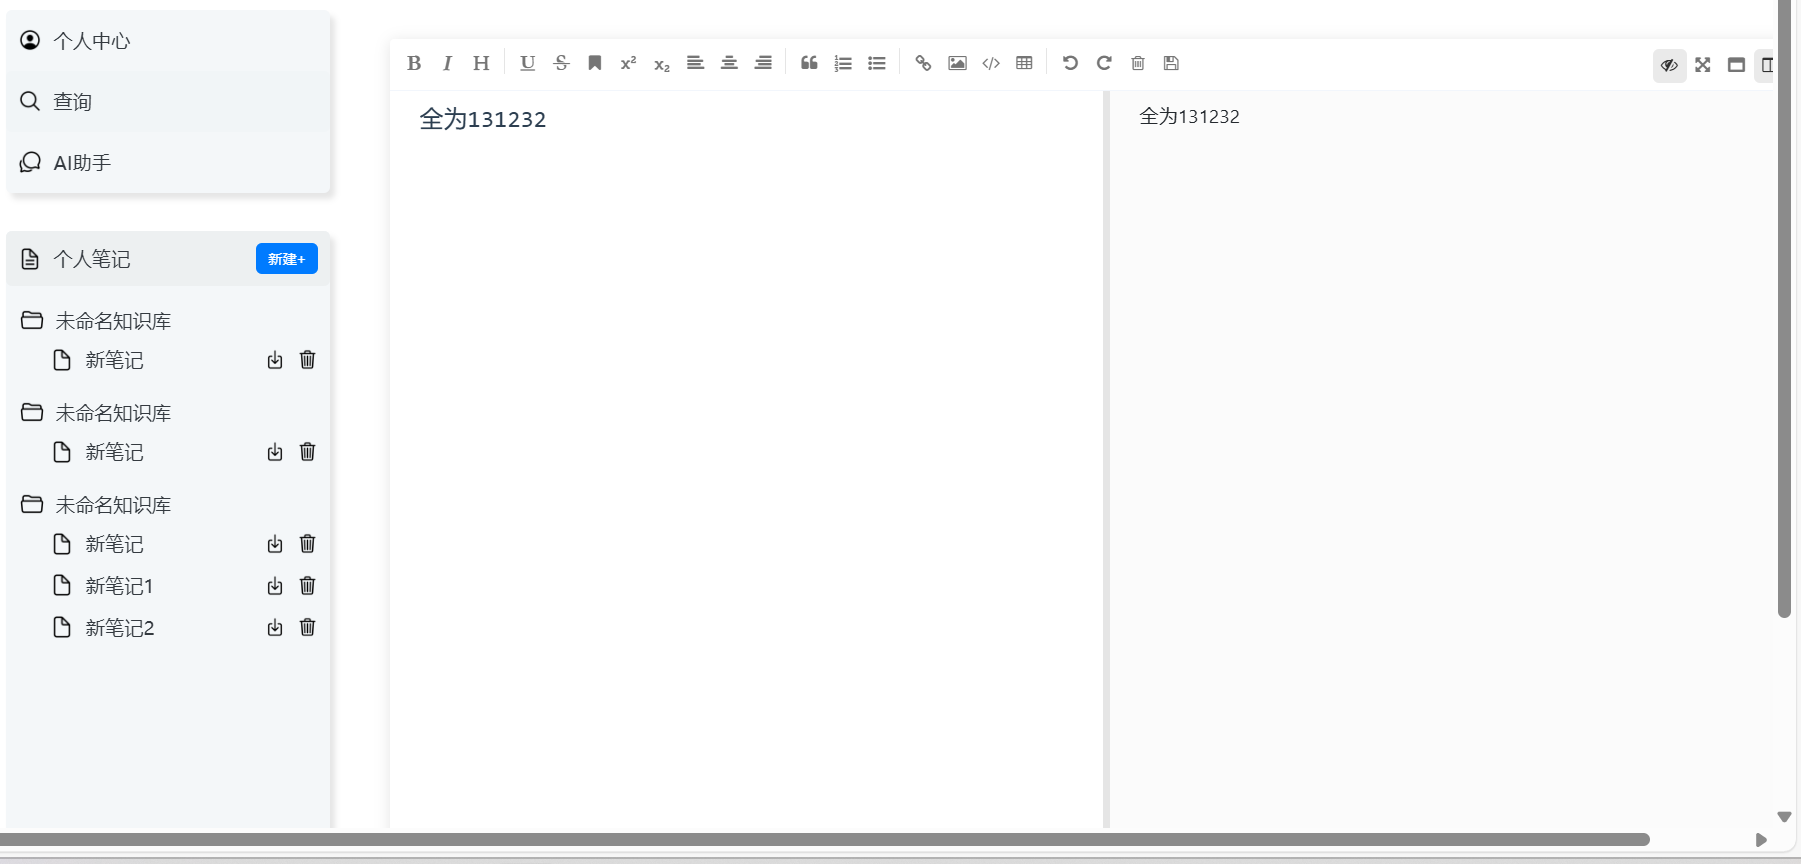 个人中心
查询
AI助手
个人笔记
新建+
未命名知识库
新笔记
未命名知识库
新笔记
未命名知识库
新笔记
新笔记1
新笔记2
B I H U S x² x₂
全为131232
全为131232